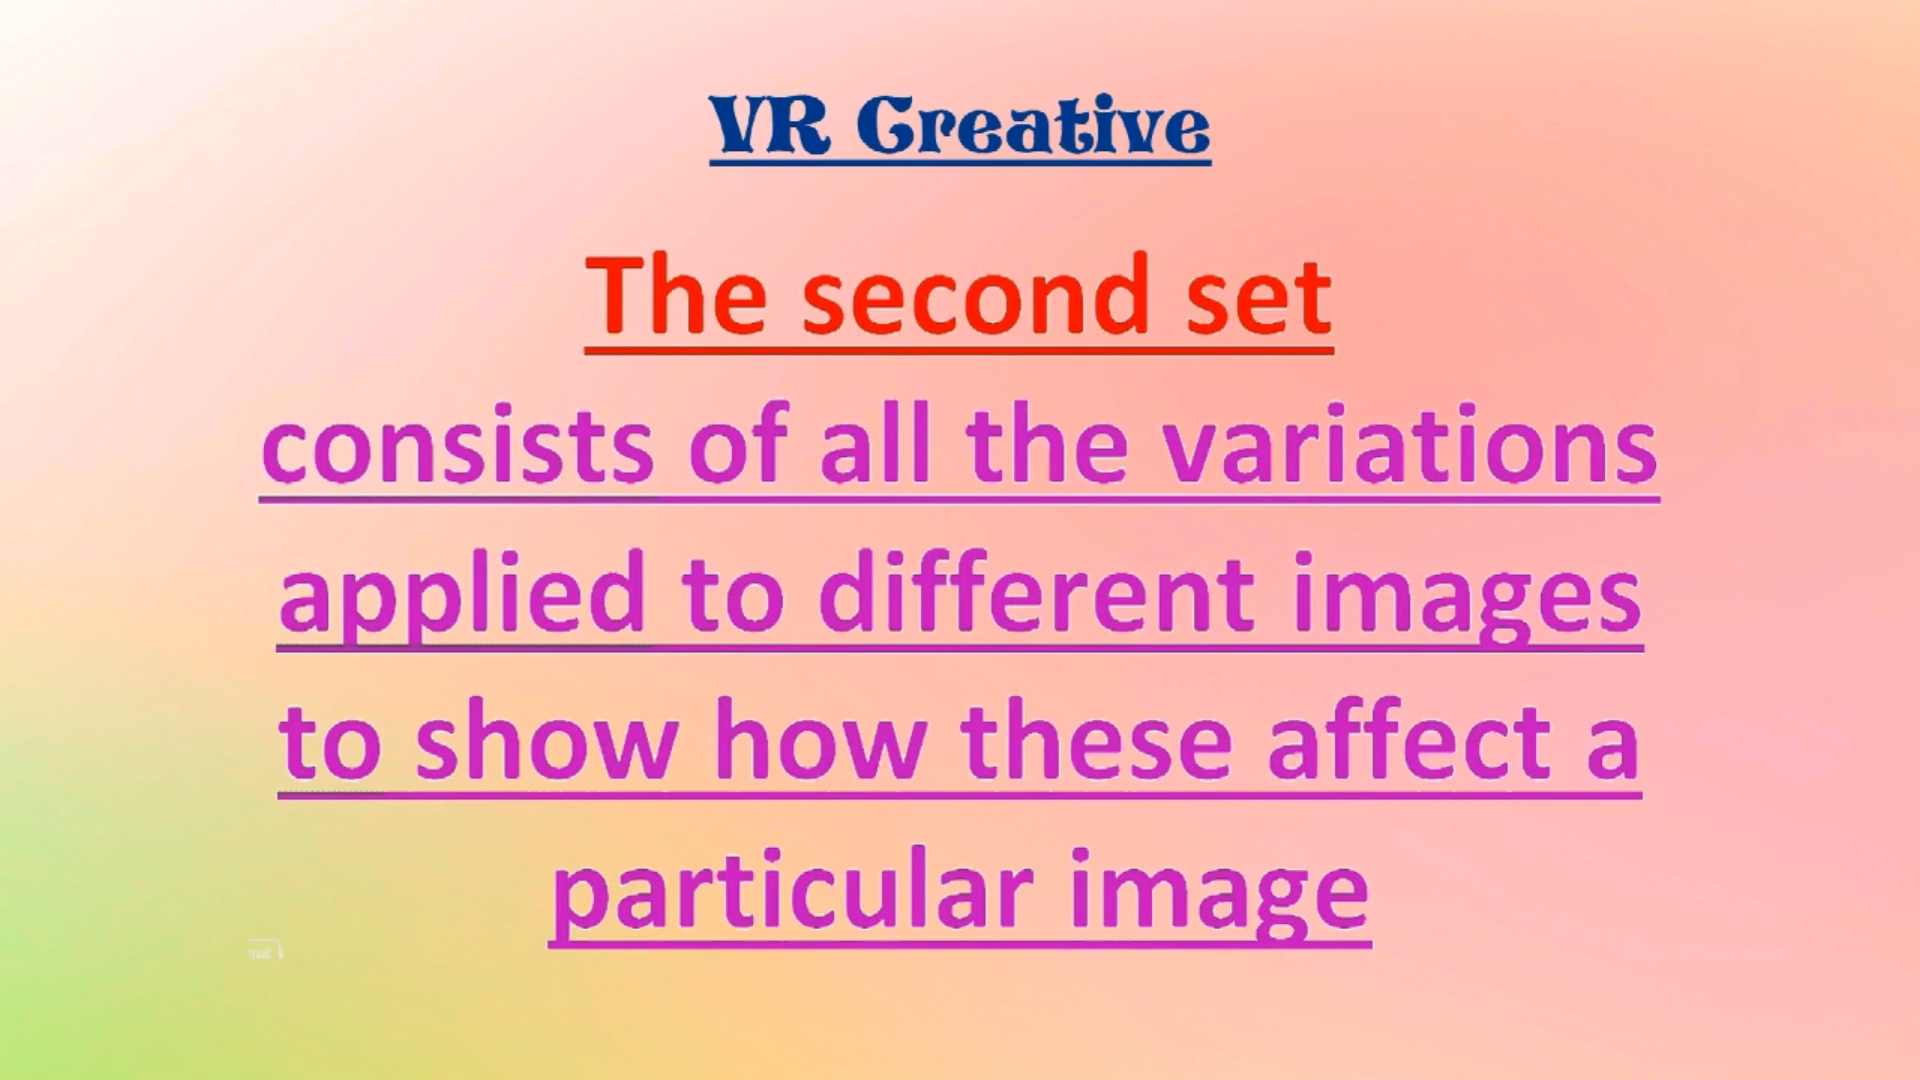 VR Creative
The second set
consists of all the variations
applied to different images
to show how these affect a
particular image